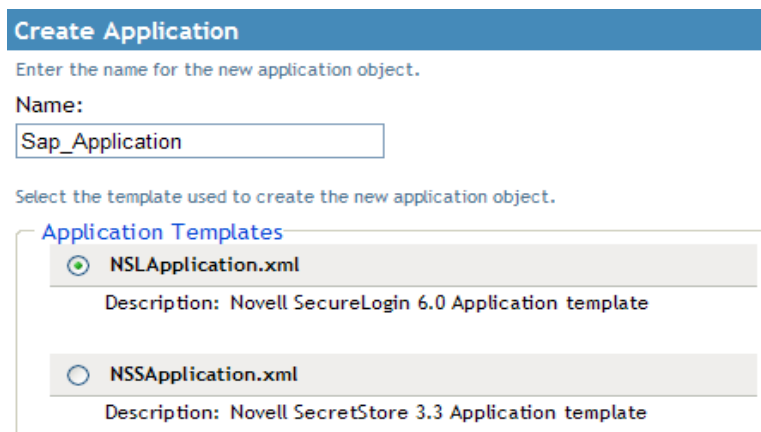 Create Application
Enter the name for the new application object.
Name:
Sap_Application
Select the template used to create the new application object.
Application Templates
NSLApplication.xml
Description: Novell SecureLogin 6.0 Application template
NSSApplication.xml
Description: Novell SecretStore 3.3 Application template